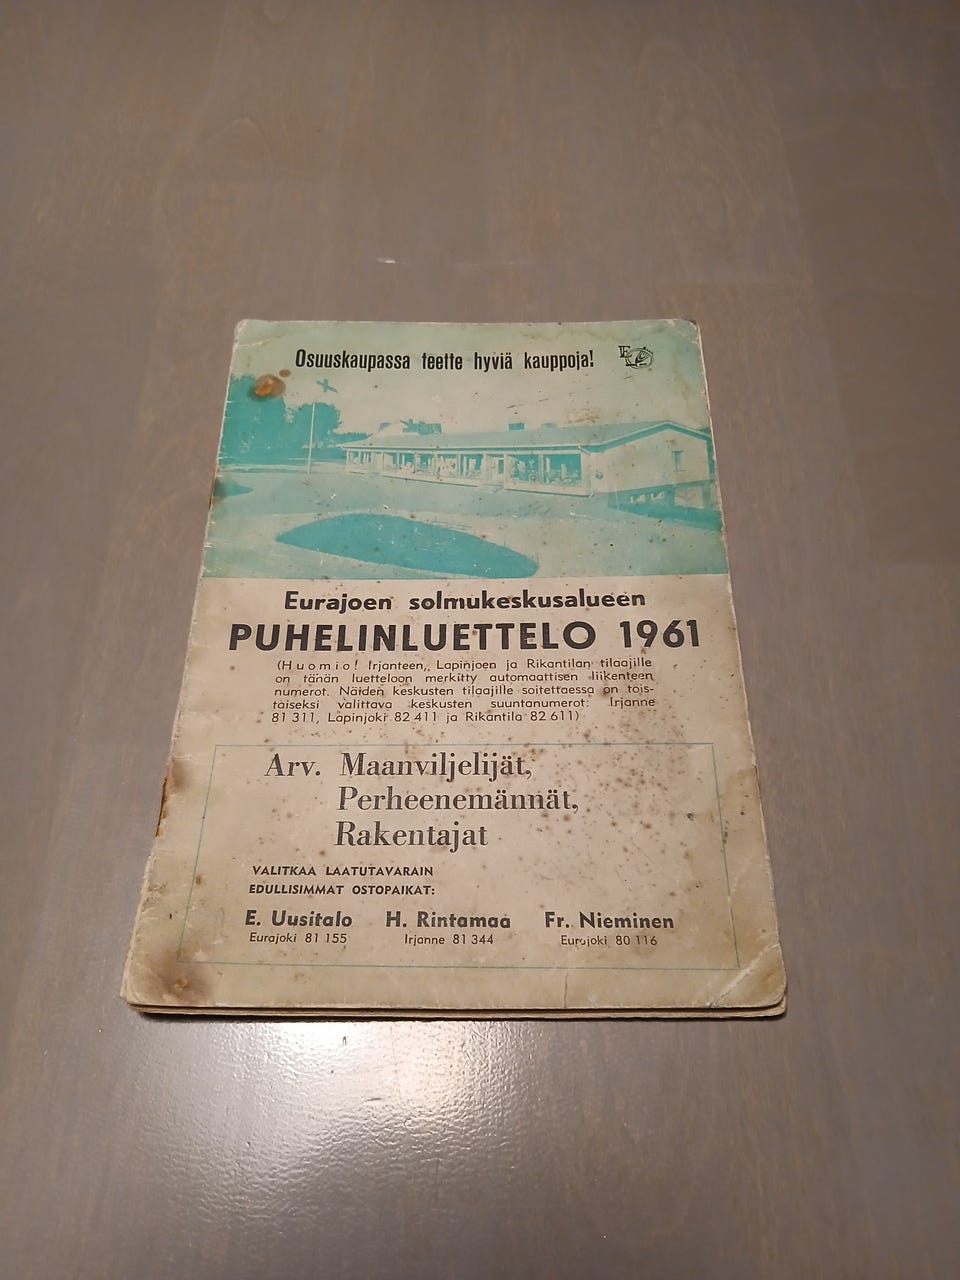 Osuuskaupassa teette hyviä kauppoja!
Eurajoen solmukeskusalueen
PUHELINLUETTELO 1961
(Huomio! Irjanteen, Lapinjoen ja Rikantilan tilaajille
on tänän luetteloon merkitty automaattisen liikenteen
numerot. Näiden keskusten tilaajille soitettaessa on tois-
taiseksi valittava keskusten suuntanumerot: Irjanne
81 311, Lapinjoki 82 411 ja Rikantila 82 611)
Arv. Maanviljelijät,
Perheenemännät,
Rakentajat
VALITKAA LAATUTAVARAIN
EDULLISIMMAT OSTOPAIKAT:
E. Uusitalo H. Rintamaa Fr. Nieminen
Eurajoki 81 155 Irjanne 81 344 Eurajoki 80 116